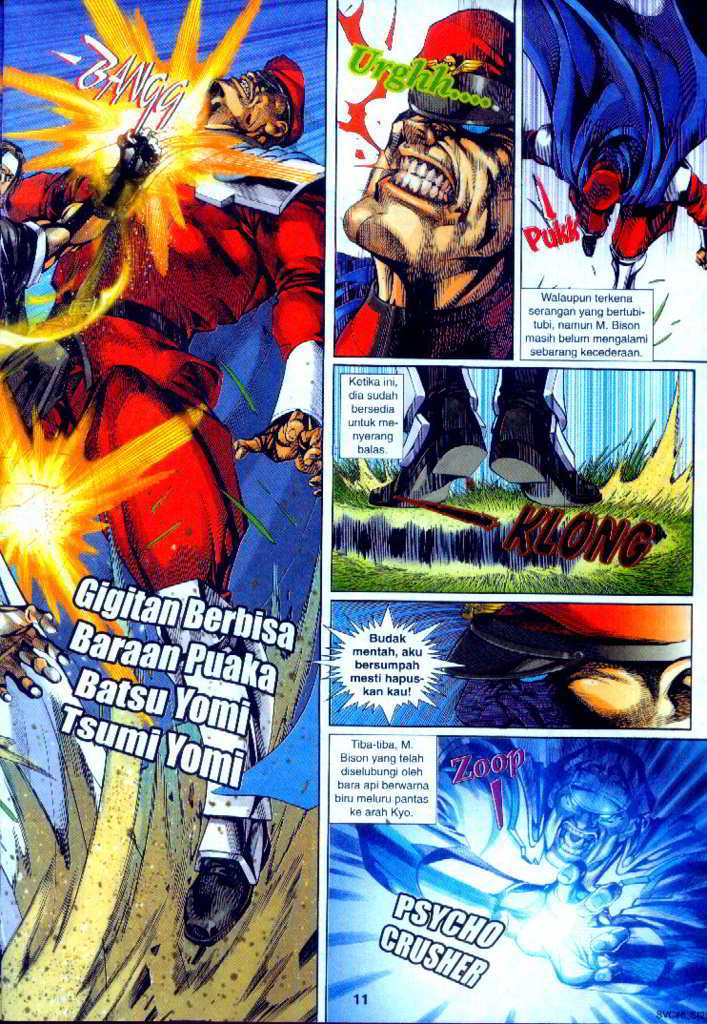 BANGG
Gigitan Berbisa
Baraan Puaka
Batsu Yomi
Tsumi Yomi
Urghh.....
Pukk
Walaupun terkena
serangan yang bertubi-
tubi, namun M. Bison
masih belum mengalami
sebarang kecederaan.
Ketika ini,
dia sudah
bersedia
untuk me-
nyerang
balas.
KLONG
Budak
mentah, aku
bersumpah
mesti hapus-
kan kau!
Tiba-tiba, M.
Bison yang telah
diselubungi oleh
bara api berwarna
biru meluru pantas
ke arah Kyo.
Zoop
PSYCHO
CRUSHER
11